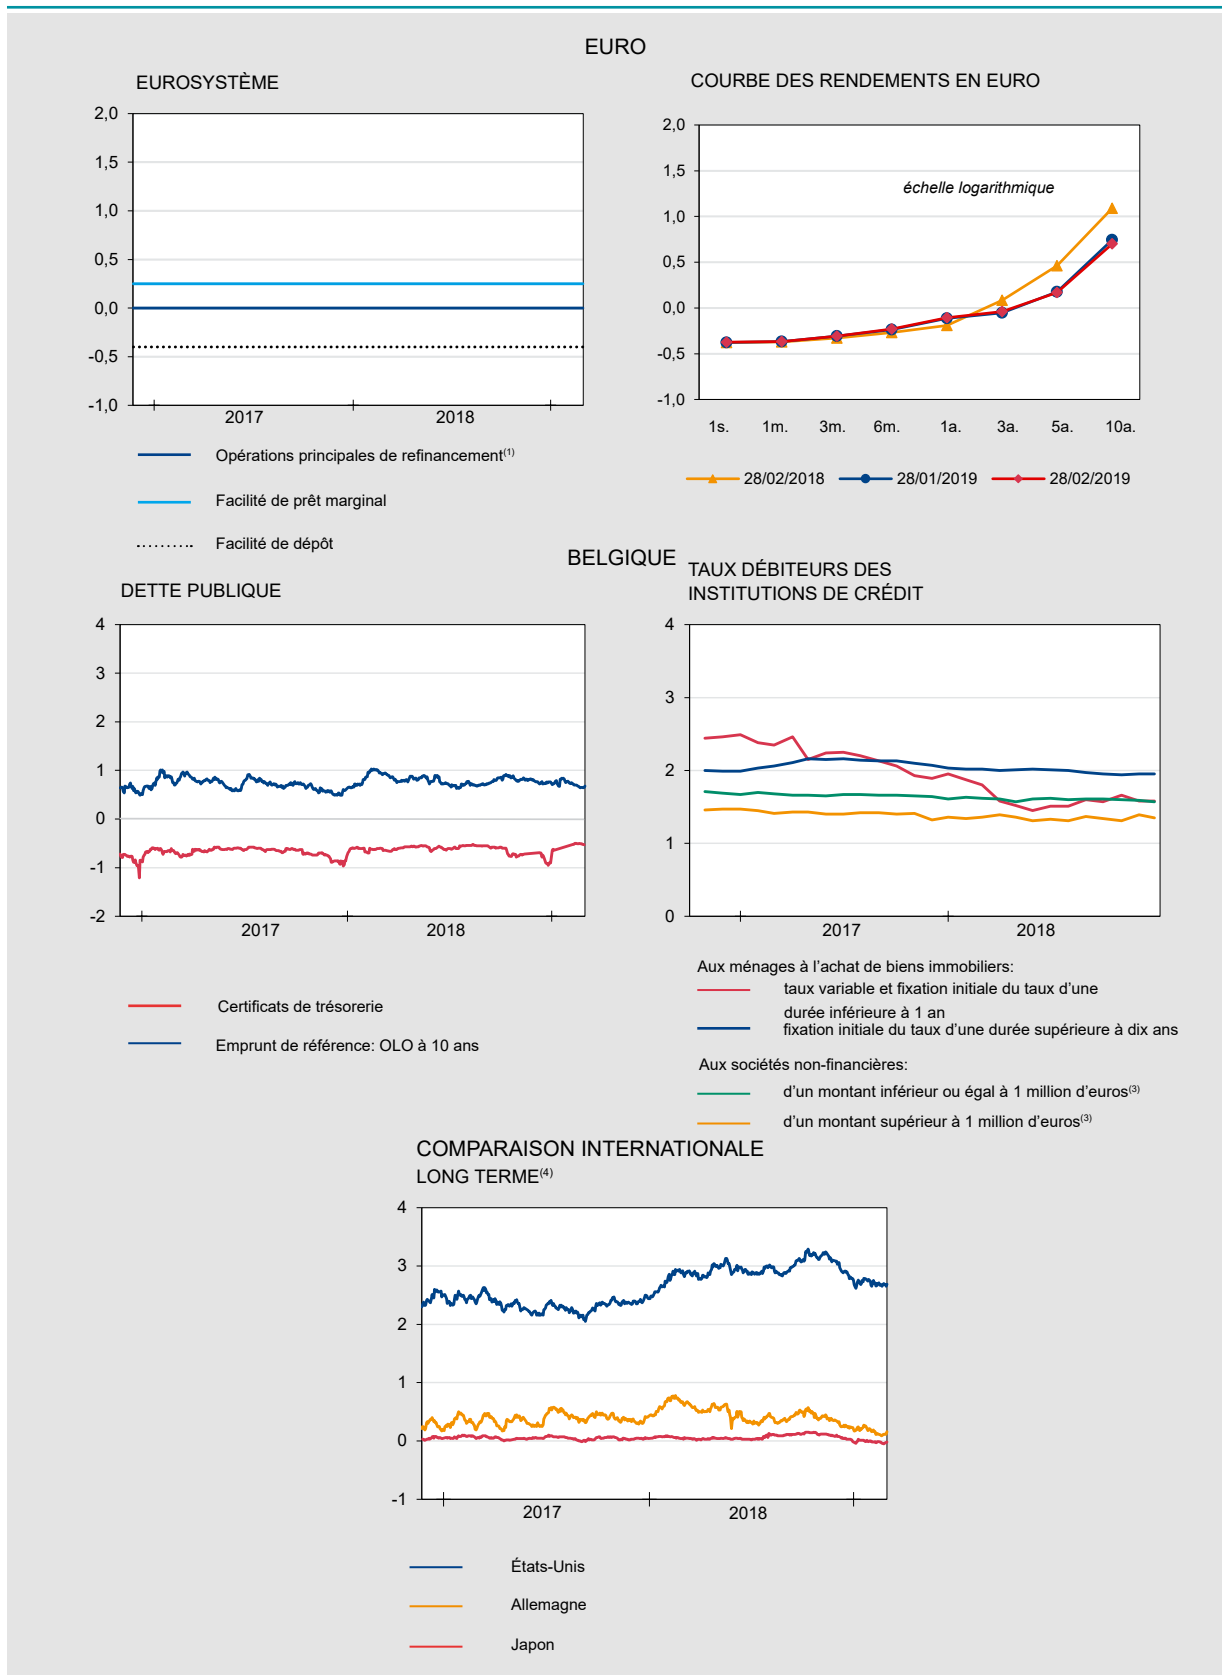 EURO
EUROSYSTÈME
2,0
1,5
1,0
0,5
0,0
-0,5
-1,0
2017 2018
Opérations principales de refinancement(1)
Facilité de prêt marginal
Facilité de dépôt
COURBE DES RENDEMENTS EN EURO
2,0
1,5
1,0
0,5
0,0
-0,5
-1,0
échelle logarithmique
1s. 1m. 3m. 6m. 1a. 3a. 5a. 10a.
28/02/2018 28/01/2019 28/02/2019
BELGIQUE
DETTE PUBLIQUE
4
3
2
1
0
-1
-2
2017 2018
Certificats de trésorerie
Emprunt de référence: OLO à 10 ans
TAUX DÉBITEURS DES
INSTITUTIONS DE CRÉDIT
4
3
2
1
0
2017 2018
Aux ménages à l’achat de biens immobiliers:
taux variable et fixation initiale du taux d’une
durée inférieure à 1 an
fixation initiale du taux d’une durée supérieure à dix ans
Aux sociétés non-financières:
d’un montant inférieur ou égal à 1 million d’euros(3)
d’un montant supérieur à 1 million d’euros(3)
COMPARAISON INTERNATIONALE
LONG TERME(4)
4
3
2
1
0
-1
2017 2018
États-Unis
Allemagne
Japon